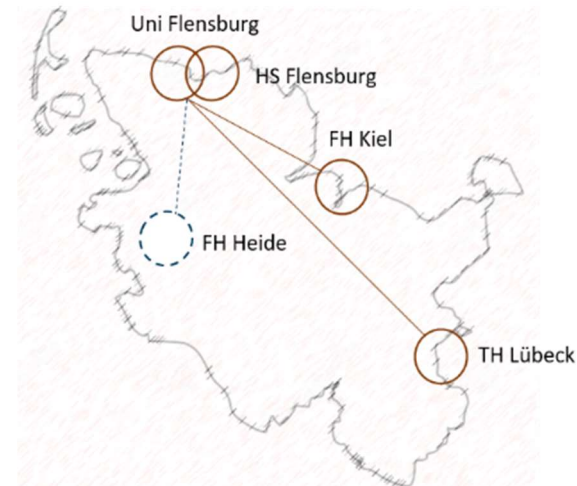 Uni Flensburg
HS Flensburg
FH Kiel
FH Heide
TH Lübeck